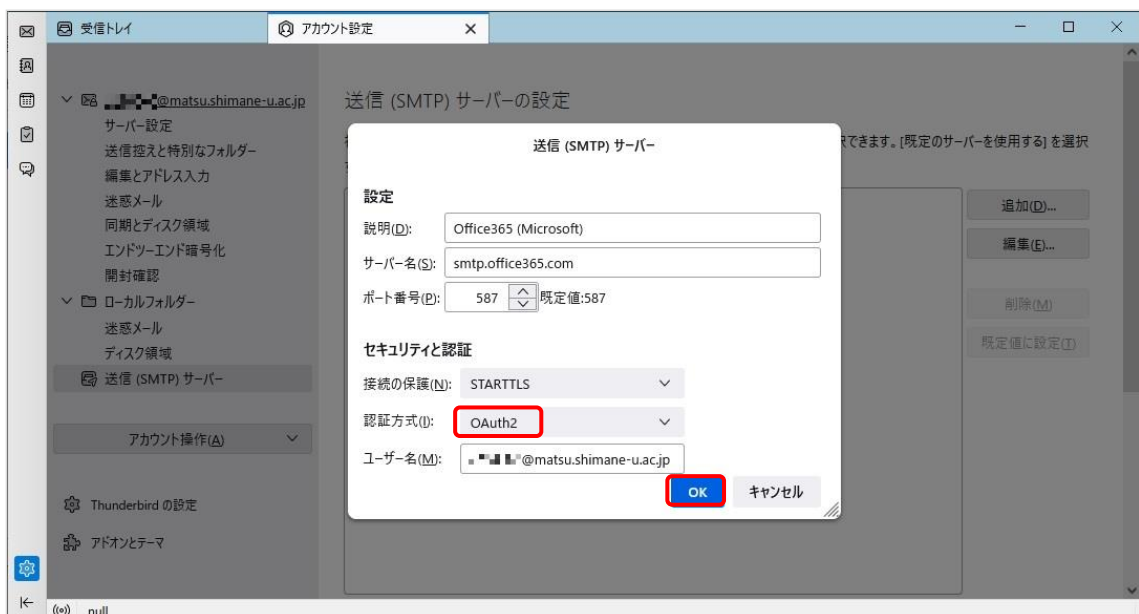 受信トレイ
アカウント設定
@matsu.shimane-u.ac.jp
サーバー設定
送信控えと特別なフォルダー
編集とアドレス入力
迷惑メール
同期とディスク領域
エンドツーエンド暗号化
開封確認
ローカルフォルダー
迷惑メール
ディスク領域
送信 (SMTP) サーバー
アカウント操作(A)
Thunderbird の設定
アドオンとテーマ
送信 (SMTP) サーバーの設定
できます。[既定のサーバーを使用する] を選択
追加(D)...
編集(E)...
削除(M)
既定値に設定(T)
送信 (SMTP) サーバー
設定
説明(D): Office365 (Microsoft)
サーバー名(S): smtp.office365.com
ポート番号(P): 587 既定値:587
セキュリティと認証
接続の保護(N): STARTTLS
認証方式(I): OAuth2
ユーザー名(M): @matsu.shimane-u.ac.jp
OK キャンセル
null